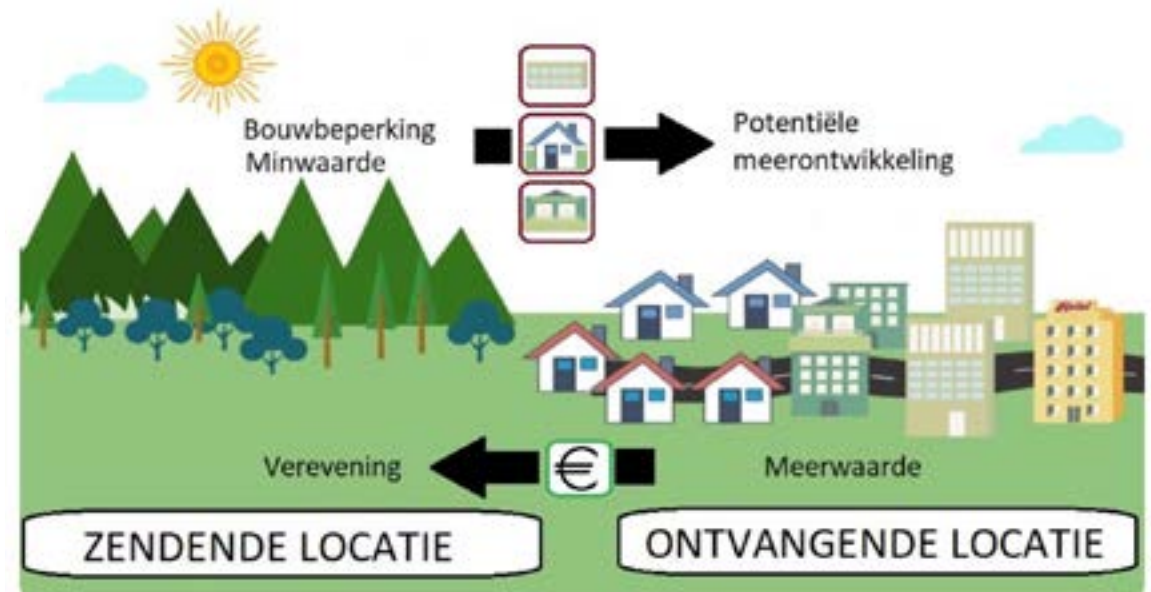 Bouwbeperking
Minwaarde
Potentiële
meerontwikkeling
Hotel
Verevening
€
Meerwaarde
ZENDENDE LOCATIE
ONTVANGENDE LOCATIE